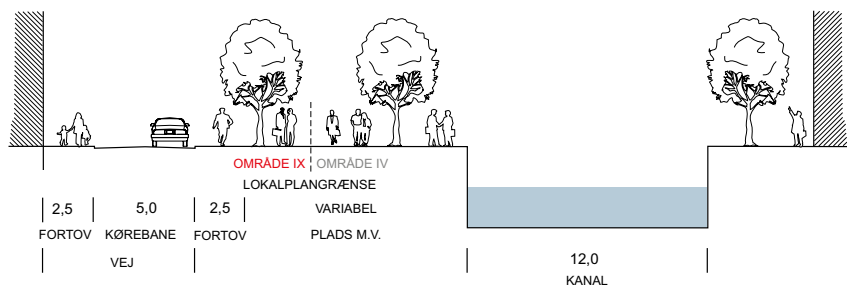 OMRÅDE IX OMRÅDE IV
LOKALPLANGRÆNSE
2,5 5,0 2,5 VARIABEL
FORTOV KØREBANE FORTOV PLADS M.V.
VEJ
12,0
KANAL